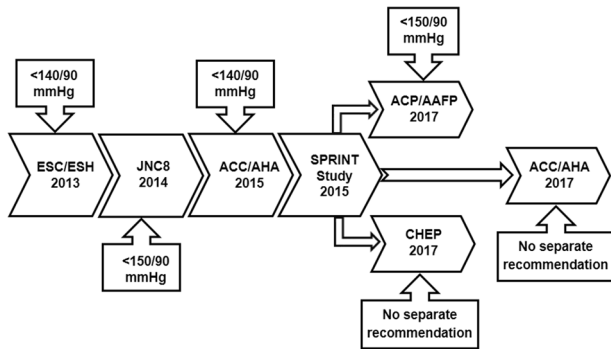 <140/90
mmHg
<140/90
mmHg
<150/90
mmHg
ESC/ESH
2013
JNC8
2014
ACC/AHA
2015
SPRINT
Study
2015
ACP/AAFP
2017
ACC/AHA
2017
CHEP
2017
<150/90
mmHg
No separate
recommendation
No separate
recommendation